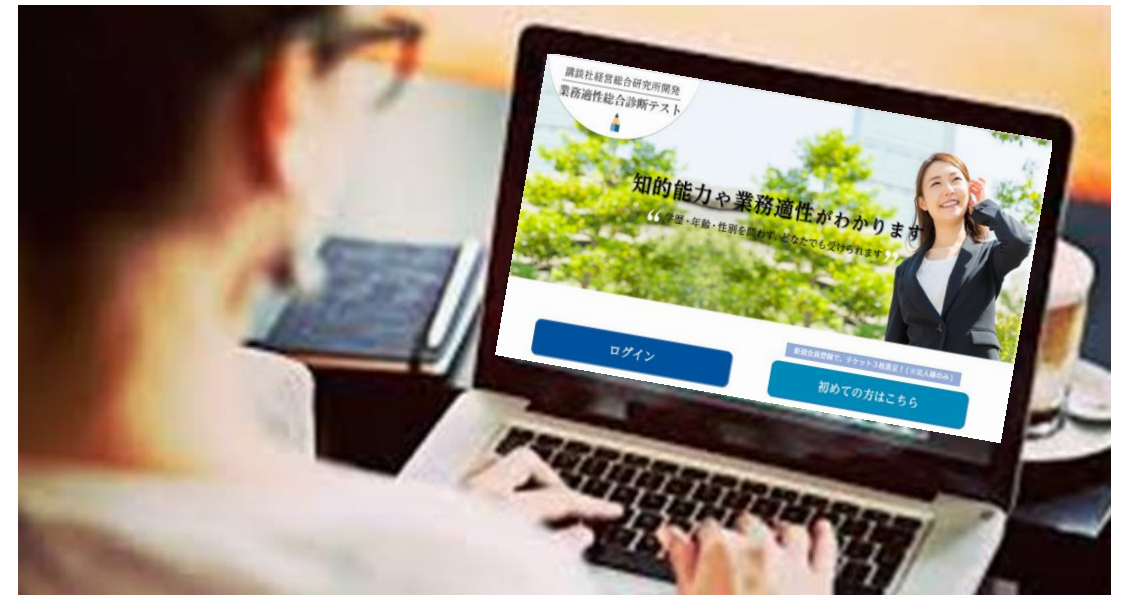 講談社経営総合研究所開発
業務適性総合診断テスト
知的能力や業務適性がわかります
“学歴・年齢・性別を問わず、どなたでも受けられます”
ログイン
新規会員登録で、チケット3枚進呈！(※法人様のみ)
初めての方はこちら